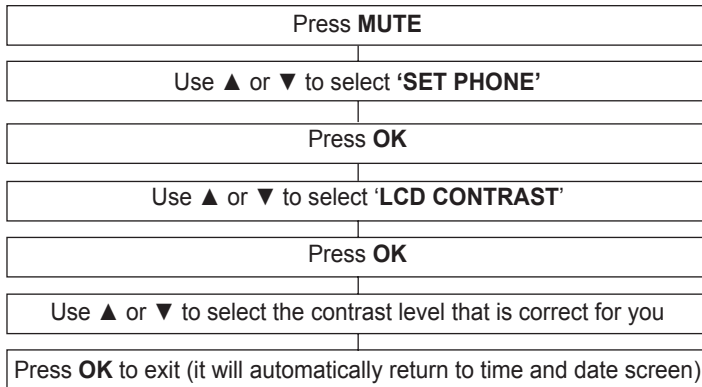 Press MUTE
Use ▲ or ▼ to select ‘SET PHONE’
Press OK
Use ▲ or ▼ to select ‘LCD CONTRAST’
Press OK
Use ▲ or ▼ to select the contrast level that is correct for you
Press OK to exit (it will automatically return to time and date screen)